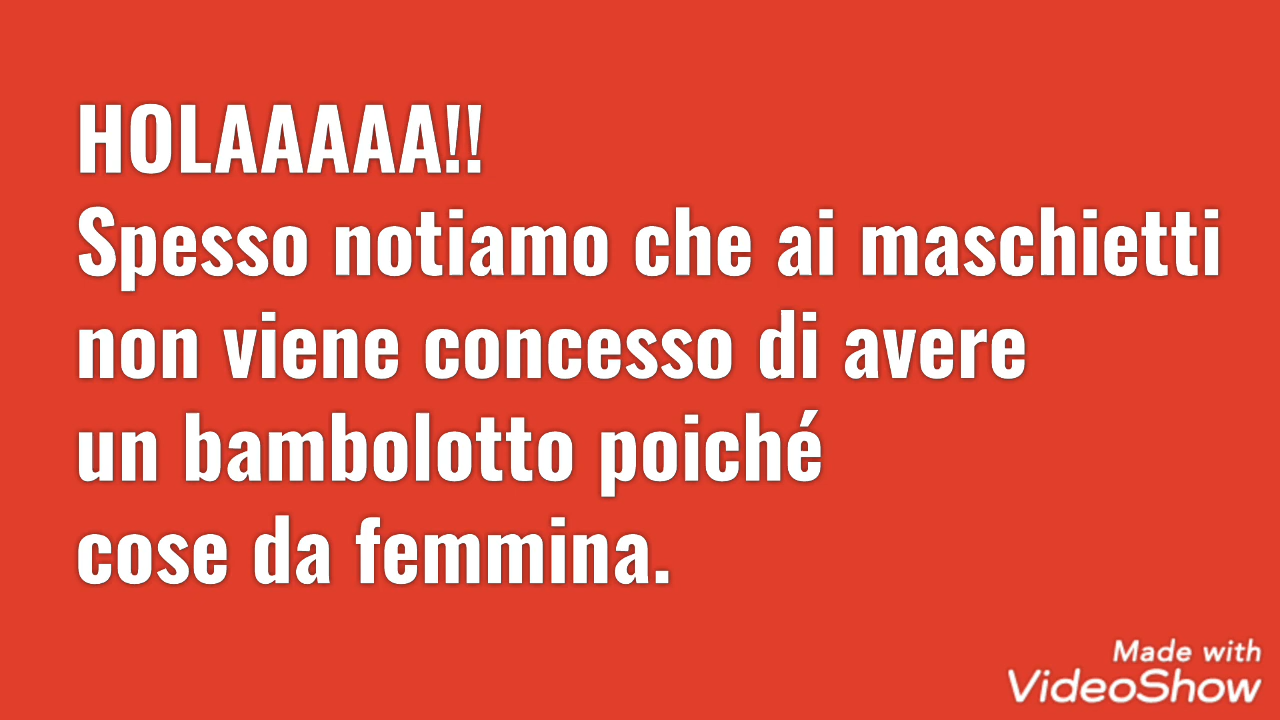 HOLAAAAA!!
Spesso notiamo che ai maschietti
non viene concesso di avere
un bambolotto poiché
cose da femmina.
Made with
VideoShow